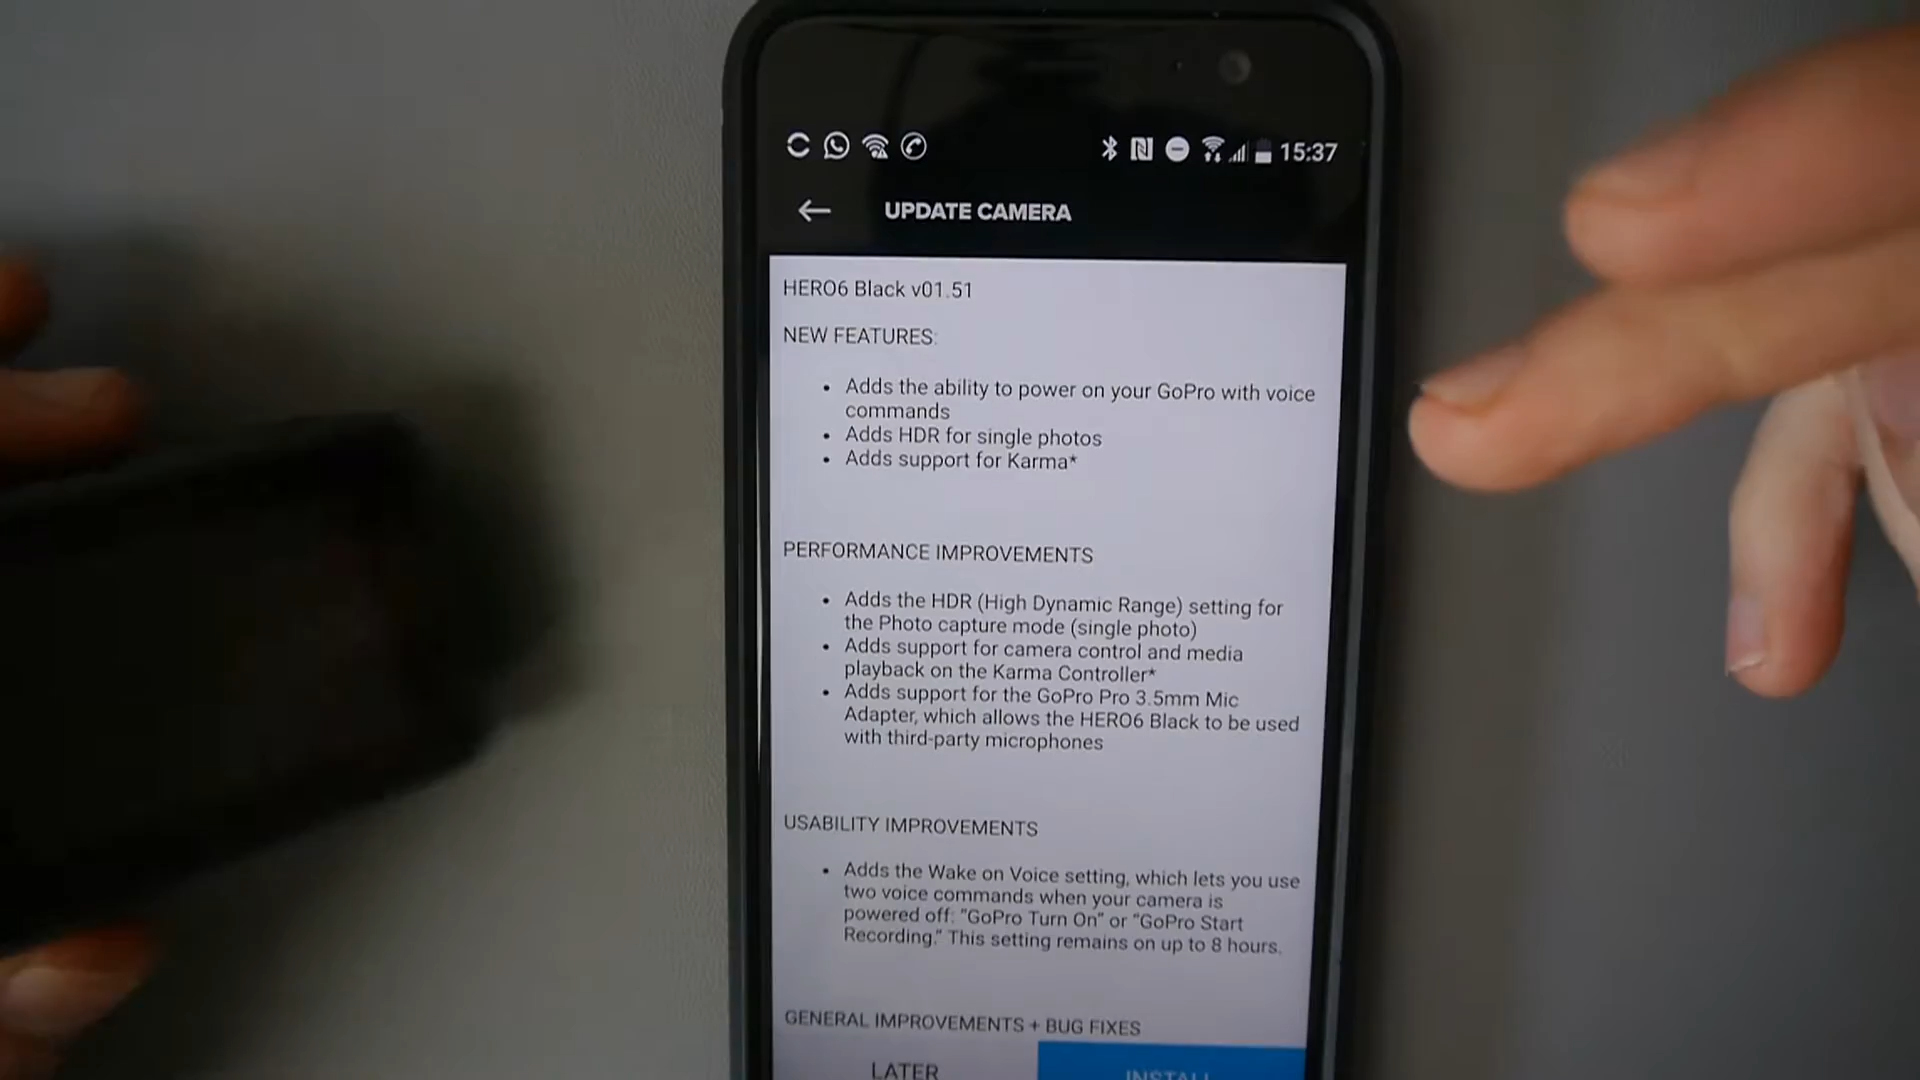 15:37
UPDATE CAMERA
HERO6 Black v01.51
NEW FEATURES:
• Adds the ability to power on your GoPro with voice
commands
• Adds HDR for single photos
• Adds support for Karma*
PERFORMANCE IMPROVEMENTS
• Adds the HDR (High Dynamic Range) setting for
the Photo capture mode (single photo)
• Adds support for camera control and media
playback on the Karma Controller*
• Adds support for the GoPro Pro 3.5mm Mic
Adapter, which allows the HERO6 Black to be used
with third-party microphones
USABILITY IMPROVEMENTS
• Adds the Wake on Voice setting, which lets you use
two voice commands when your camera is
powered off: "GoPro Turn On" or "GoPro Start
Recording." This setting remains on up to 8 hours.
GENERAL IMPROVEMENTS + BUG FIXES
LATER
INSTALL